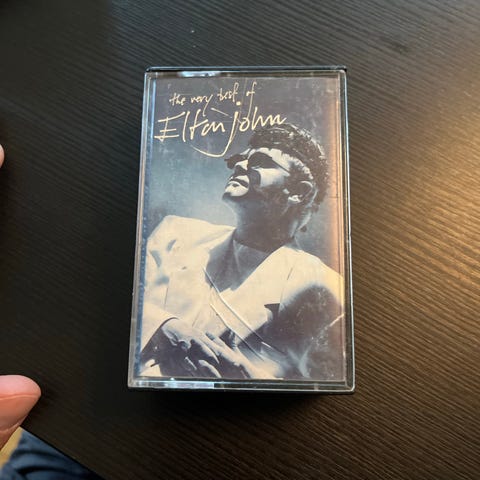 the very best of
Elton John